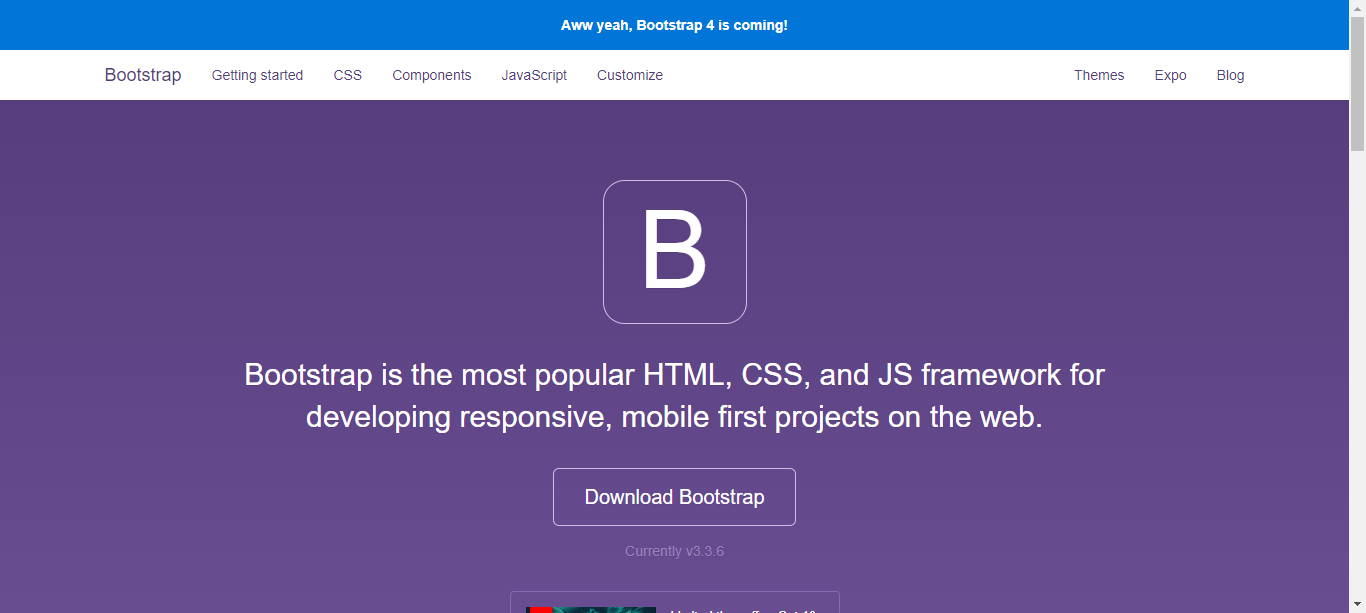 Aww yeah, Bootstrap 4 is coming!
Bootstrap Getting started CSS Components JavaScript Customize Themes Expo Blog
B
Bootstrap is the most popular HTML, CSS, and JS framework for
developing responsive, mobile first projects on the web.
Download Bootstrap
Currently v3.3.6